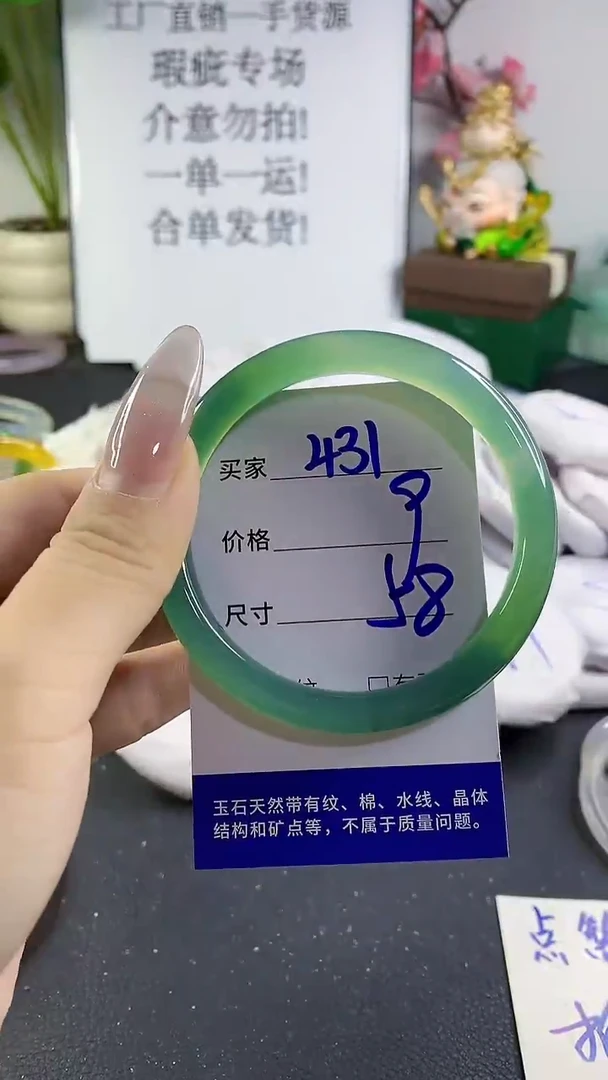 工厂直销一手货源
瑕疵专场
介意勿拍!
一单一运!
合单发货!
买家 431
价格 9
尺寸 58
玉石天然带有纹、棉、水线、晶体
结构和矿点等，不属于质量问题。
点